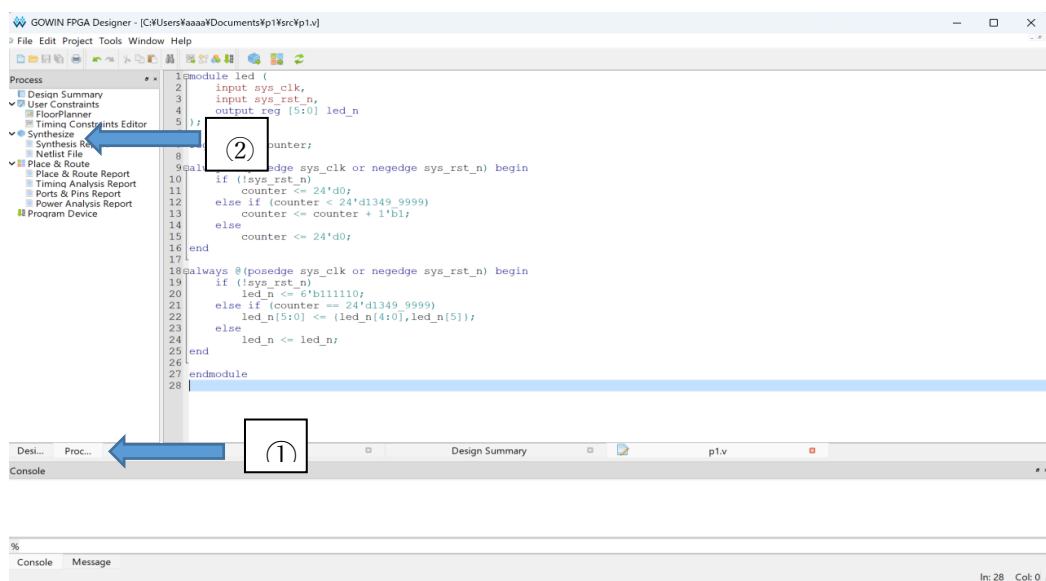 GOWIN FPGA Designer - [C:¥Users¥aaaa¥Documents¥p1¥src¥p1.v]
File Edit Project Tools Window Help
Process
Design Summary
User Constraints
FloorPlanner
Timing Constraints Editor
Synthesize
Synthesis Re
Netlist File
Place & Route
Place & Route Report
Timing Analysis Report
Ports & Pins Report
Power Analysis Report
Program Device
1 module led (
2 input sys_clk,
3 input sys_rst_n,
4 output reg [5:0] led_n
5 );
②
ounter;
8
9 edge sys_clk or negedge sys_rst_n) begin
10 if (!sys_rst_n)
11 counter <= 24'd0;
12 else if (counter < 24'd1349_9999)
13 counter <= counter + 1'b1;
14 else
15 counter <= 24'd0;
16 end
17
18 always @(posedge sys_clk or negedge sys_rst_n) begin
19 if (!sys_rst_n)
20 led_n <= 6'b111110;
21 else if (counter == 24'd1349_9999)
22 led_n[5:0] <= {led_n[4:0],led_n[5]};
23 else
24 led_n <= led_n;
25 end
26
27 endmodule
28
Desi... Proc... ① Design Summary p1.v
Console
%
Console Message
In: 28 Col: 0